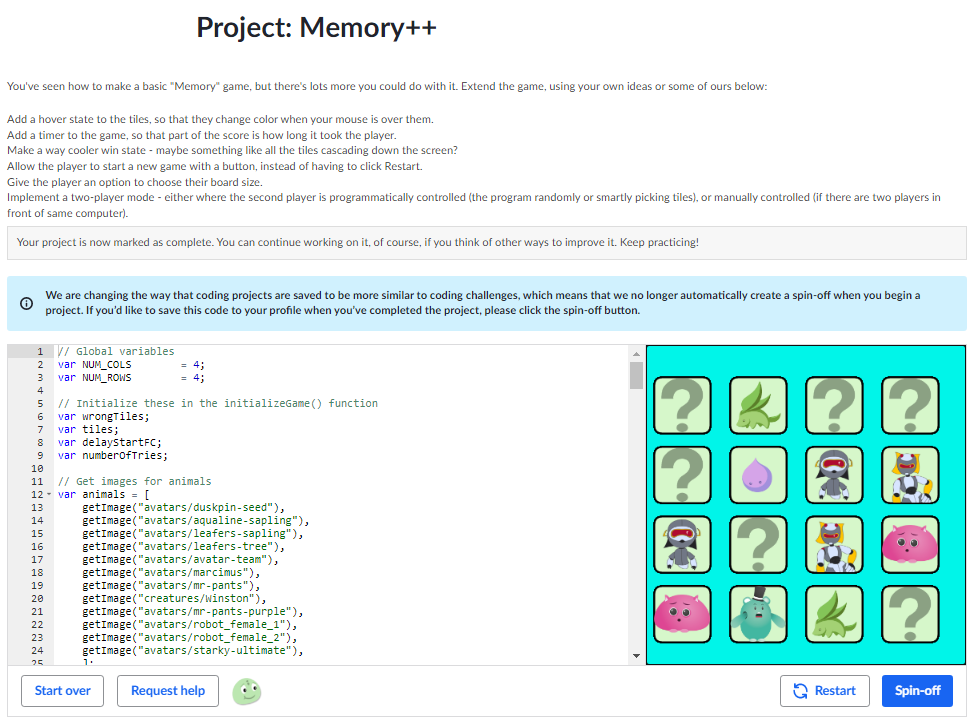 Project: Memory++
You've seen how to make a basic "Memory" game, but there's lots more you could do with it. Extend the game, using your own ideas or some of ours below:
Add a hover state to the tiles, so that they change color when your mouse is over them.
Add a timer to the game, so that part of the score is how long it took the player.
Make a way cooler win state - maybe something like all the tiles cascading down the screen?
Allow the player to start a new game with a button, instead of having to click Restart.
Give the player an option to choose their board size.
Implement a two-player mode - either where the second player is programmatically controlled (the program randomly or smartly picking tiles), or manually controlled (if there are two players in
front of same computer).
Your project is now marked as complete. You can continue working on it, of course, if you think of other ways to improve it. Keep practicing!
We are changing the way that coding projects are saved to be more similar to coding challenges, which means that we no longer automatically create a spin-off when you begin a
project. If you'd like to save this code to your profile when you've completed the project, please click the spin-off button.
1 // Global variables
2 var NUM_COLS = 4;
3 var NUM_ROWS = 4;
4
5 // Initialize these in the initializeGame() function
6 var wrongTiles;
7 var tiles;
8 var delayStartFC;
9 var numberOfTries;
10
11 // Get images for animals
12 var animals = [
13 getImage("avatars/duskpin-seed"),
14 getImage("avatars/aqualine-sapling"),
15 getImage("avatars/leafers-sapling"),
16 getImage("avatars/leafers-tree"),
17 getImage("avatars/avatar-team"),
18 getImage("avatars/marcimus"),
19 getImage("avatars/mr-pants"),
20 getImage("creatures/Winston"),
21 getImage("avatars/mr-pants-purple"),
22 getImage("avatars/robot_female_1"),
23 getImage("avatars/robot_female_2"),
24 getImage("avatars/starky-ultimate"),
25 ];
? ? ?
?
?
?
Start over Request help Restart Spin-off